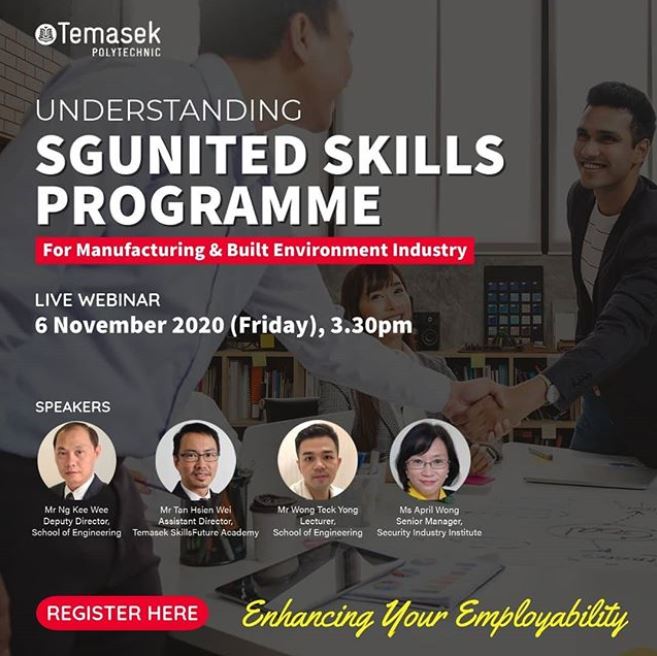 Temasek
POLYTECHNIC
UNDERSTANDING
SGUNITED SKILLS
PROGRAMME
For Manufacturing & Built Environment Industry
LIVE WEBINAR
6 November 2020 (Friday), 3.30pm
SPEAKERS
Mr Ng Kee Wee
Deputy Director,
School of Engineering
Mr Tan Hsien Wei
Assistant Director,
Temasek SkillsFuture Academy
Mr Wong Teck Yong
Lecturer,
School of Engineering
Ms April Wong
Senior Manager,
Security Industry Institute
REGISTER HERE
Enhancing Your Employability